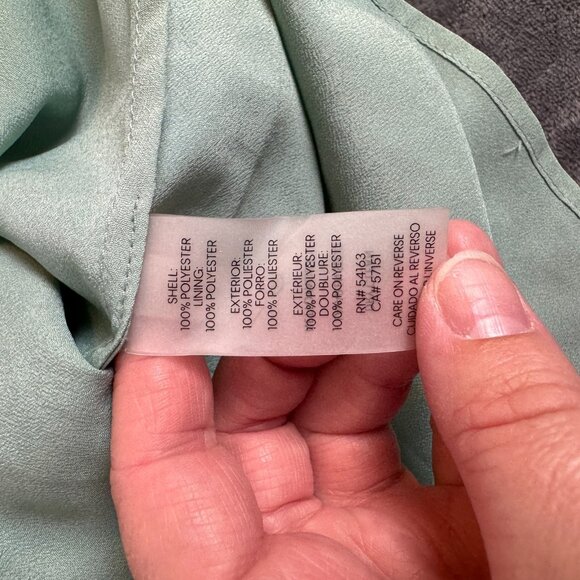 SHELL:
100% POLYESTER
LINING:
100% POLYESTER
EXTERIOR:
100% POLIESTER
FORRO:
100% POLIESTER
EXTÉRIEUR:
100% POLYESTER
DOUBLURE:
100% POLYESTER
RN# 54163
CA# 57151
CARE ON REVERSE
CUIDADO AL REVERSO
L'INVERSE